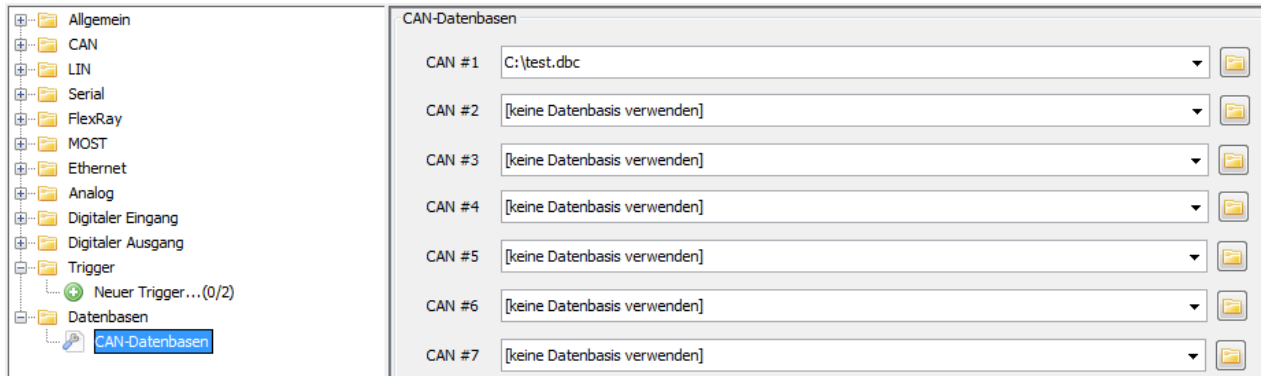 Allgemein
CAN
LIN
Serial
FlexRay
MOST
Ethernet
Analog
Digitaler Eingang
Digitaler Ausgang
Trigger
Neuer Trigger...(0/2)
Datenbasen
CAN-Datenbasen
CAN-Datenbasen
CAN #1 C:\test.dbc
CAN #2 [keine Datenbasis verwenden]
CAN #3 [keine Datenbasis verwenden]
CAN #4 [keine Datenbasis verwenden]
CAN #5 [keine Datenbasis verwenden]
CAN #6 [keine Datenbasis verwenden]
CAN #7 [keine Datenbasis verwenden]